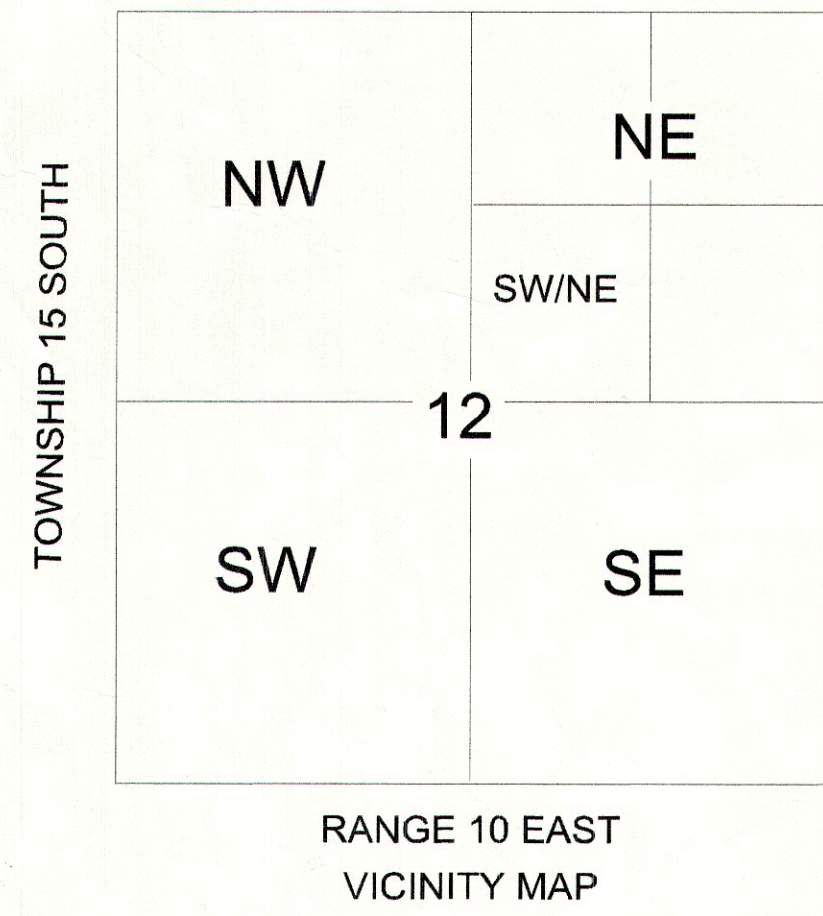 NW
NE
SW/NE
TOWNSHIP 15 SOUTH
12
SW
SE
RANGE 10 EAST
VICINITY MAP